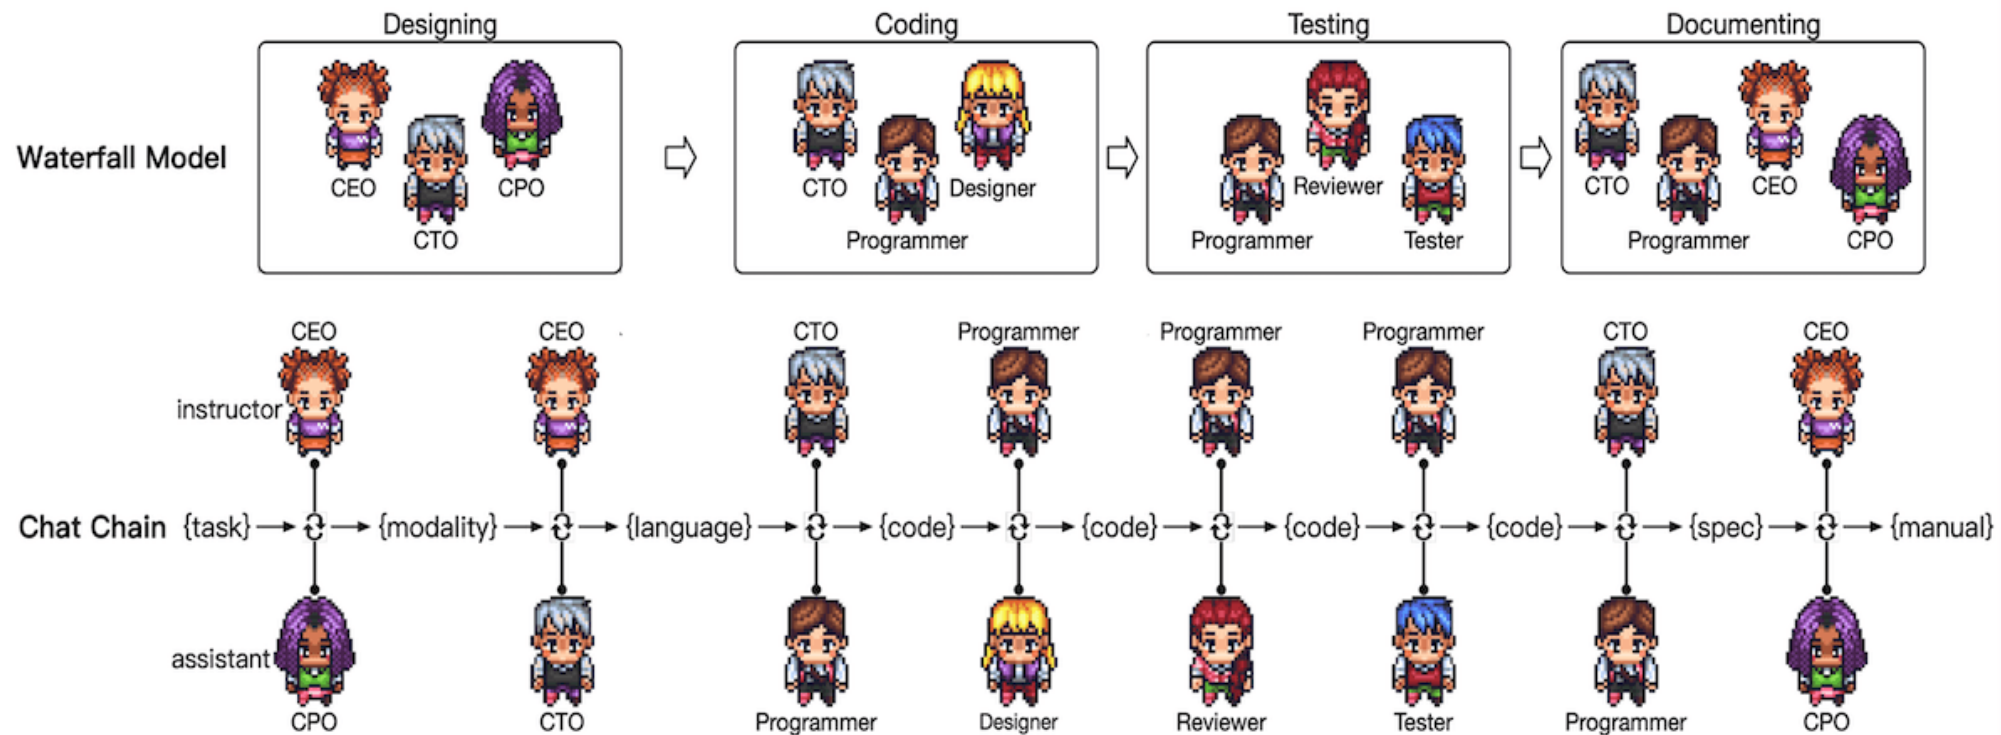 Designing Coding Testing Documenting
Waterfall Model
CEO CPO CTO
CTO Designer Programmer
Programmer Reviewer Tester
CTO CEO Programmer CPO
CEO CEO CTO Programmer Programmer Programmer CTO CEO
instructor
Chat Chain {task} {modality} {language} {code} {code} {code} {code} {spec} {manual}
assistant
CPO CTO Programmer Designer Reviewer Tester Programmer CPO